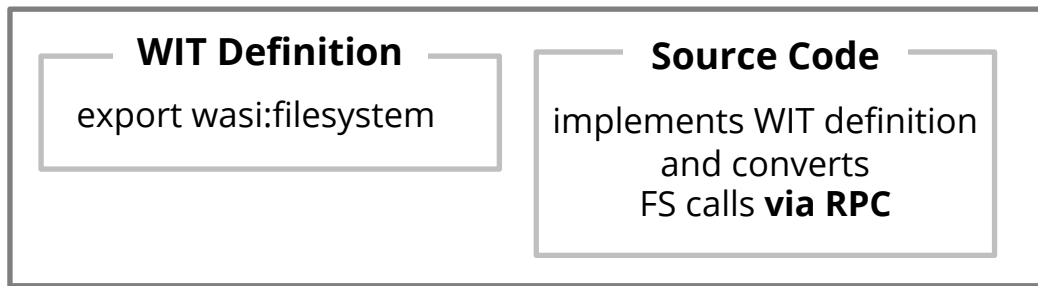 WIT Definition
export wasi:filesystem
Source Code
implements WIT definition
and converts
FS calls via RPC